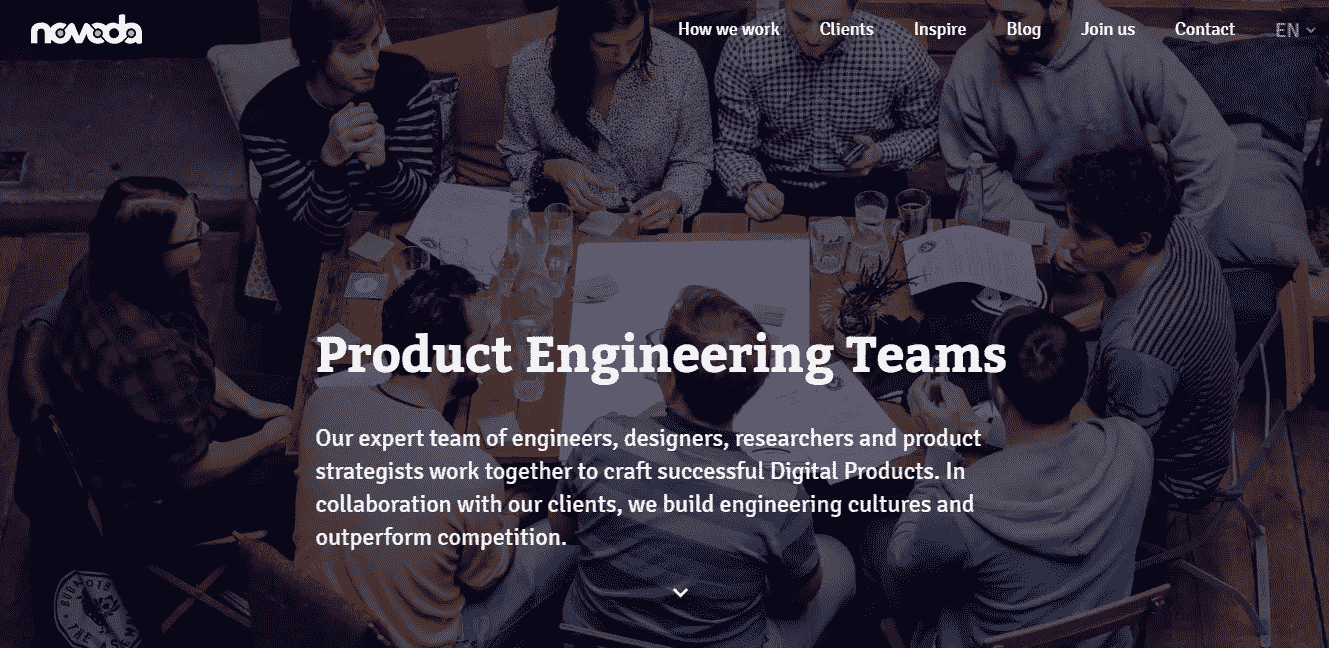 novoda
How we work
Clients
Inspire
Blog
Join us
Contact
EN
Product Engineering Teams
Our expert team of engineers, designers, researchers and product
strategists work together to craft successful Digital Products. In
collaboration with our clients, we build engineering cultures and
outperform competition.